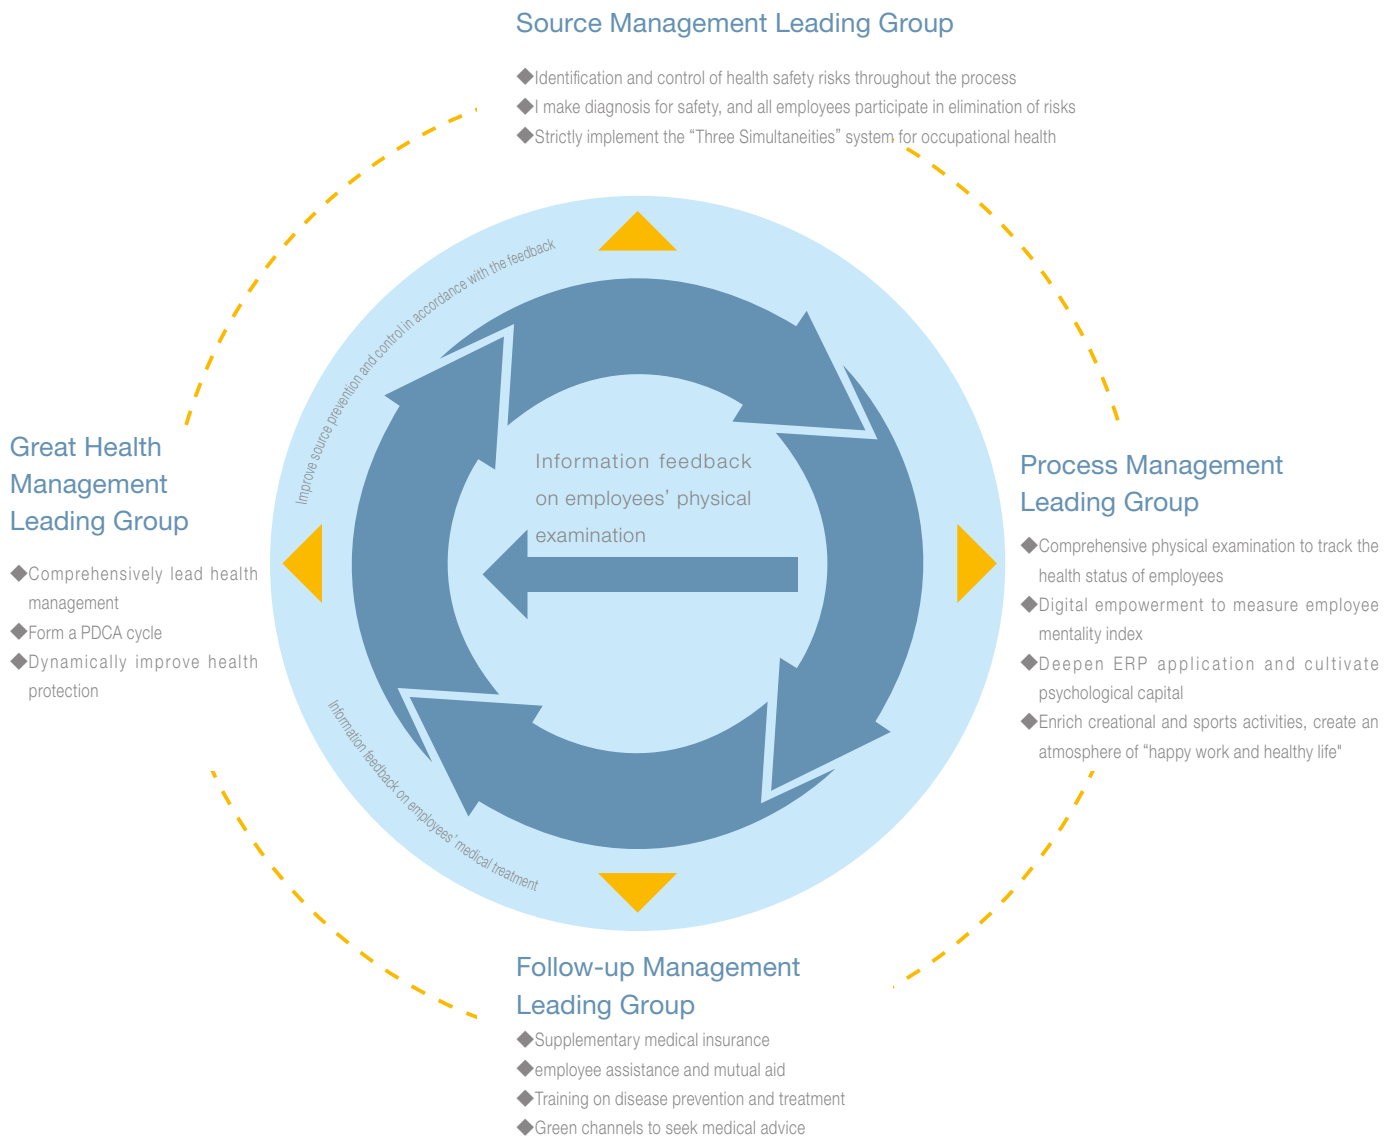 Source Management Leading Group
◆Identification and control of health safety risks throughout the process
◆I make diagnosis for safety, and all employees participate in elimination of risks
◆Strictly implement the “Three Simultaneities” system for occupational health
Improve source prevention and control in accordance with the feedback
Great Health
Management
Leading Group
◆Comprehensively lead health
management
◆Form a PDCA cycle
◆Dynamically improve health
protection
Information feedback
on employees’ physical
examination
Process Management
Leading Group
◆Comprehensive physical examination to track the
health status of employees
◆Digital empowerment to measure employee
mentality index
◆Deepen ERP application and cultivate
psychological capital
◆Enrich creational and sports activities, create an
atmosphere of “happy work and healthy life"
Information feedback on employees’ medical treatment
Follow-up Management
Leading Group
◆Supplementary medical insurance
◆employee assistance and mutual aid
◆Training on disease prevention and treatment
◆Green channels to seek medical advice